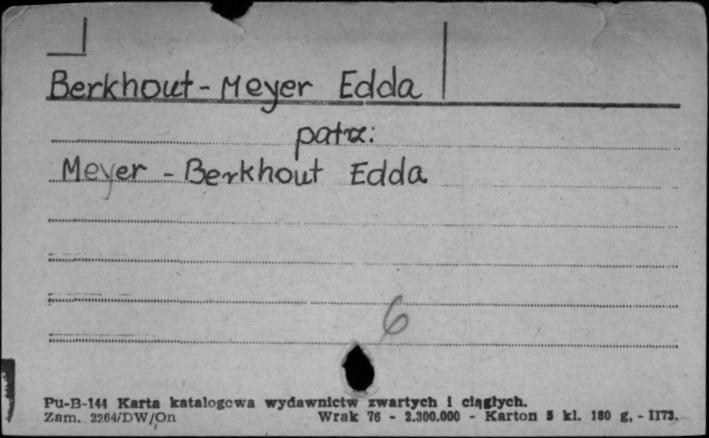 Berkhout-Meyer Edda
patrz:
Meyer - Berkhout Edda
6
Pu-B-144 Karta katalogowa wydawnictw zwartych i ciągłych.
Zam. 2264/DW/On Wrak 76 - 2.300.000 - Karton 5 kl. 180 g. - II73.